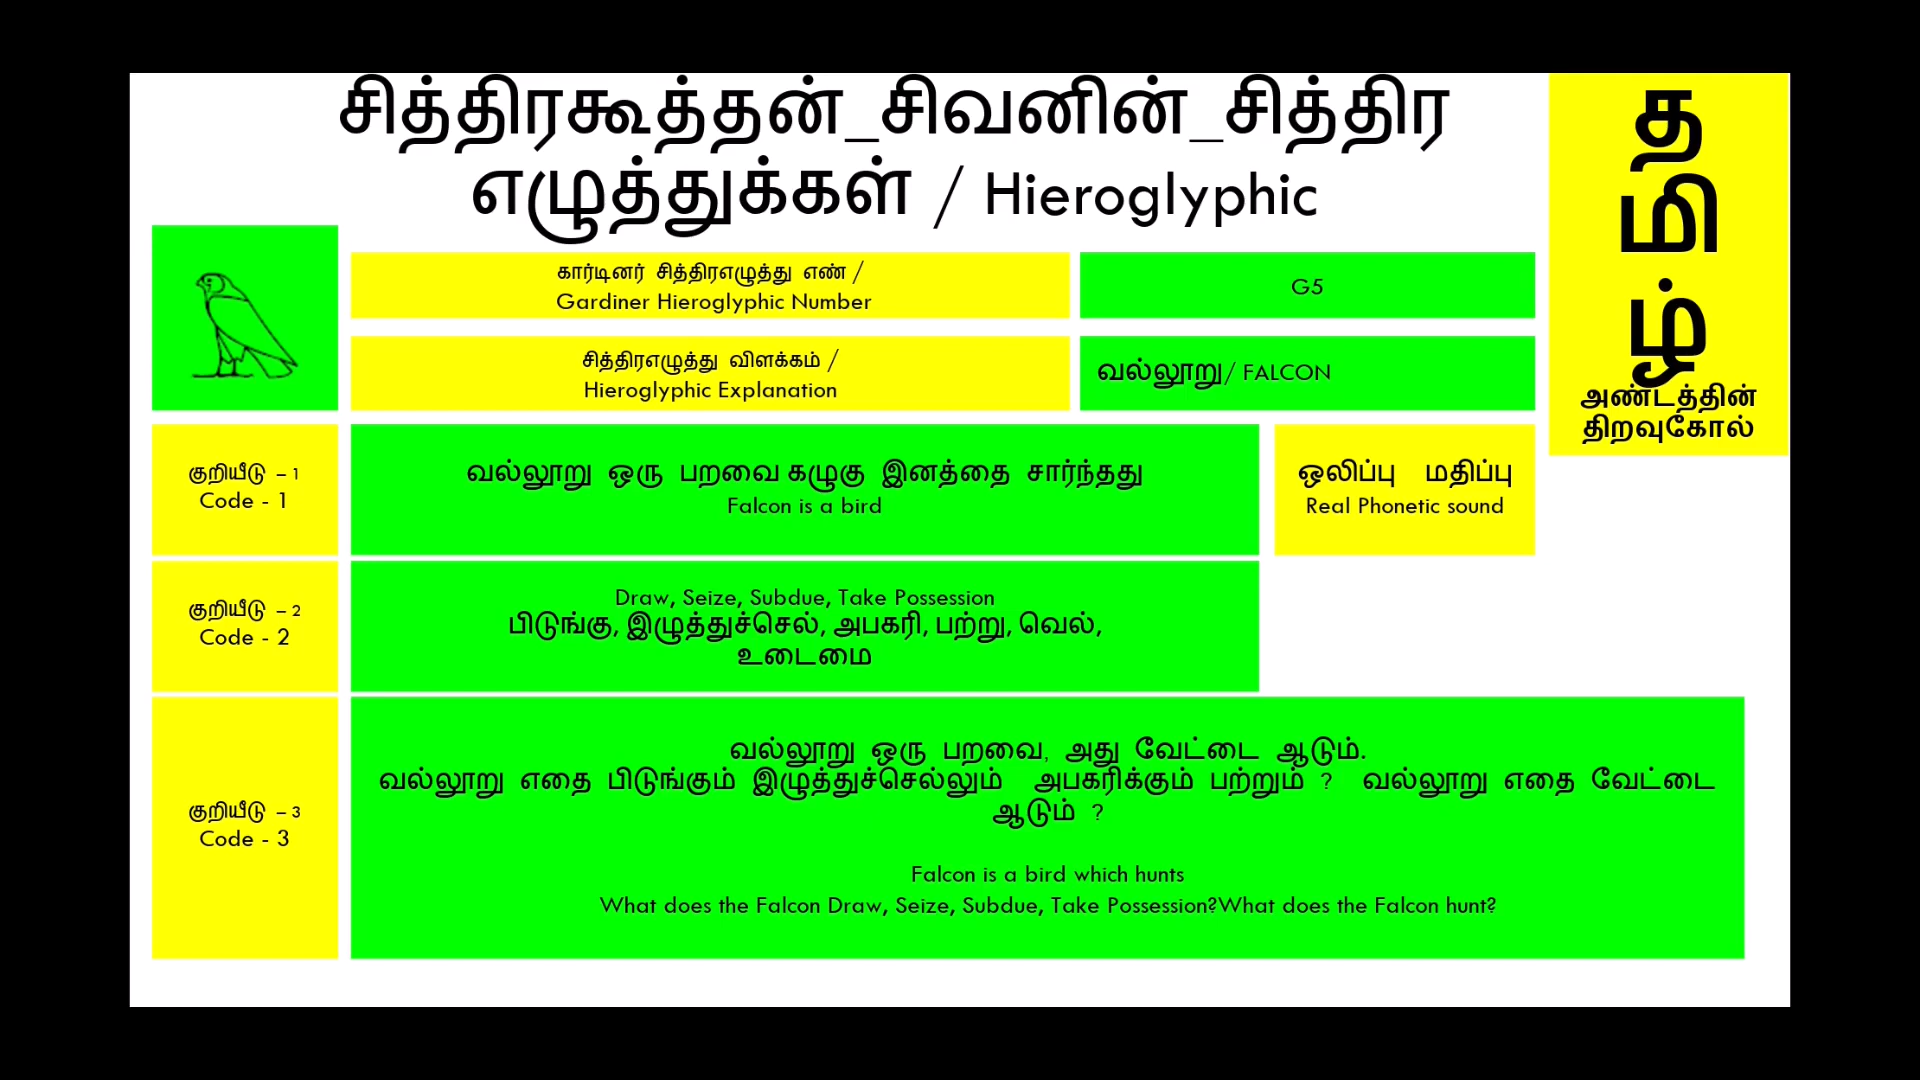 சித்திரகூத்தன்_சிவனின்_சித்திர
எழுத்துக்கள் / Hieroglyphic
த
மி
ழ்
அண்டத்தின்
திறவுகோல்
கார்டினர் சித்திரஎழுத்து எண் /
Gardiner Hieroglyphic Number
G5
சித்திரஎழுத்து விளக்கம் /
Hieroglyphic Explanation
வல்லூறு/ FALCON
குறியீடு – 1
Code - 1
வல்லூறு ஒரு பறவை கழுகு இனத்தை சார்ந்தது
Falcon is a bird
ஒலிப்பு மதிப்பு
Real Phonetic sound
குறியீடு – 2
Code - 2
Draw, Seize, Subdue, Take Possession
பிடுங்கு, இழுத்துச்செல், அபகரி, பற்று, வெல்,
உடைமை
குறியீடு – 3
Code - 3
வல்லூறு ஒரு பறவை, அது வேட்டை ஆடும்.
வல்லூறு எதை பிடுங்கும் இழுத்துச்செல்லும் அபகரிக்கும் பற்றும் ? வல்லூறு எதை வேட்டை
ஆடும் ?
Falcon is a bird which hunts
What does the Falcon Draw, Seize, Subdue, Take Possession?What does the Falcon hunt?